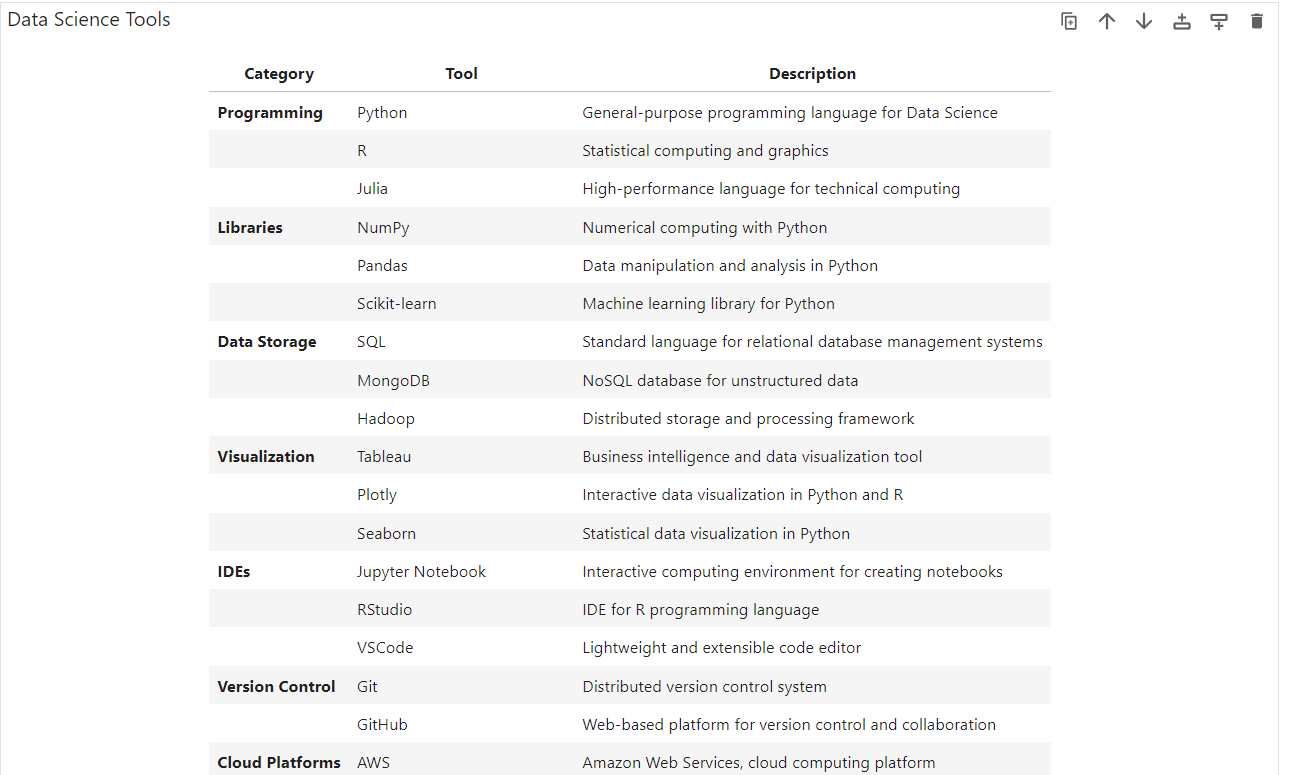 Data Science Tools
Category Tool Description
Programming Python General-purpose programming language for Data Science
R Statistical computing and graphics
Julia High-performance language for technical computing
Libraries NumPy Numerical computing with Python
Pandas Data manipulation and analysis in Python
Scikit-learn Machine learning library for Python
Data Storage SQL Standard language for relational database management systems
MongoDB NoSQL database for unstructured data
Hadoop Distributed storage and processing framework
Visualization Tableau Business intelligence and data visualization tool
Plotly Interactive data visualization in Python and R
Seaborn Statistical data visualization in Python
IDEs Jupyter Notebook Interactive computing environment for creating notebooks
RStudio IDE for R programming language
VSCode Lightweight and extensible code editor
Version Control Git Distributed version control system
GitHub Web-based platform for version control and collaboration
Cloud Platforms AWS Amazon Web Services, cloud computing platform